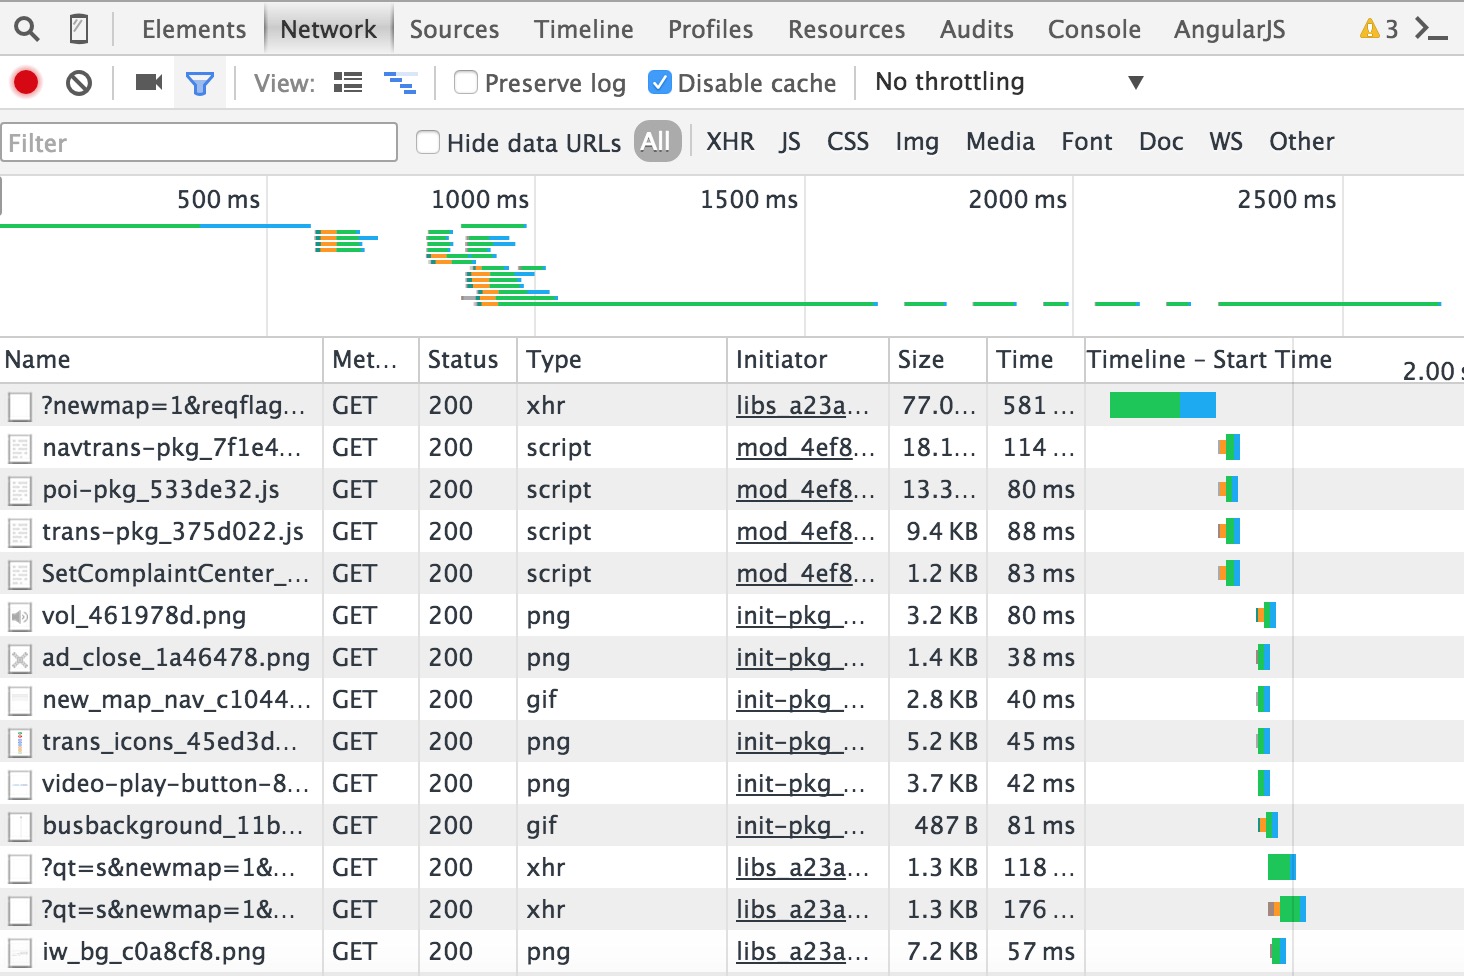 Elements Network Sources Timeline Profiles Resources Audits Console AngularJS 3
View: Preserve log Disable cache No throttling
Filter Hide data URLs All XHR JS CSS Img Media Font Doc WS Other
500 ms 1000 ms 1500 ms 2000 ms 2500 ms
Name Met... Status Type Initiator Size Time Timeline – Start Time 2.00 s
?newmap=1&reqflag... GET 200 xhr libs_a23a... 77.0... 581 ...
navtrans-pkg_7f1e4... GET 200 script mod_4ef8... 18.1... 114 ...
poi-pkg_533de32.js GET 200 script mod_4ef8... 13.3... 80 ms
trans-pkg_375d022.js GET 200 script mod_4ef8... 9.4 KB 88 ms
SetComplaintCenter_... GET 200 script mod_4ef8... 1.2 KB 83 ms
vol_461978d.png GET 200 png init-pkg_... 3.2 KB 80 ms
ad_close_1a46478.png GET 200 png init-pkg_... 1.4 KB 38 ms
new_map_nav_c1044... GET 200 gif init-pkg_... 2.8 KB 40 ms
trans_icons_45ed3d... GET 200 png init-pkg_... 5.2 KB 45 ms
video-play-button-8... GET 200 png init-pkg_... 3.7 KB 42 ms
busbackground_11b... GET 200 gif init-pkg_... 487 B 81 ms
?qt=s&newmap=1&... GET 200 xhr libs_a23a... 1.3 KB 118 ...
?qt=s&newmap=1&... GET 200 xhr libs_a23a... 1.3 KB 176 ...
iw_bg_c0a8cf8.png GET 200 png libs_a23a... 7.2 KB 57 ms